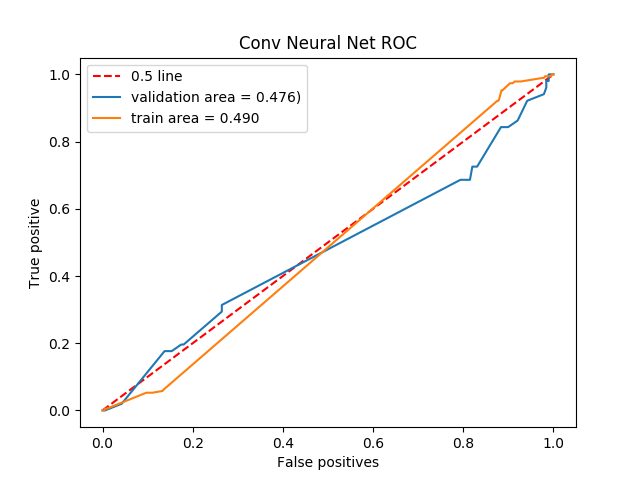 Conv Neural Net ROC
0.5 line
validation area = 0.476)
train area = 0.490
True positive
1.0
0.8
0.6
0.4
0.2
0.0
0.0 0.2 0.4 0.6 0.8 1.0
False positives